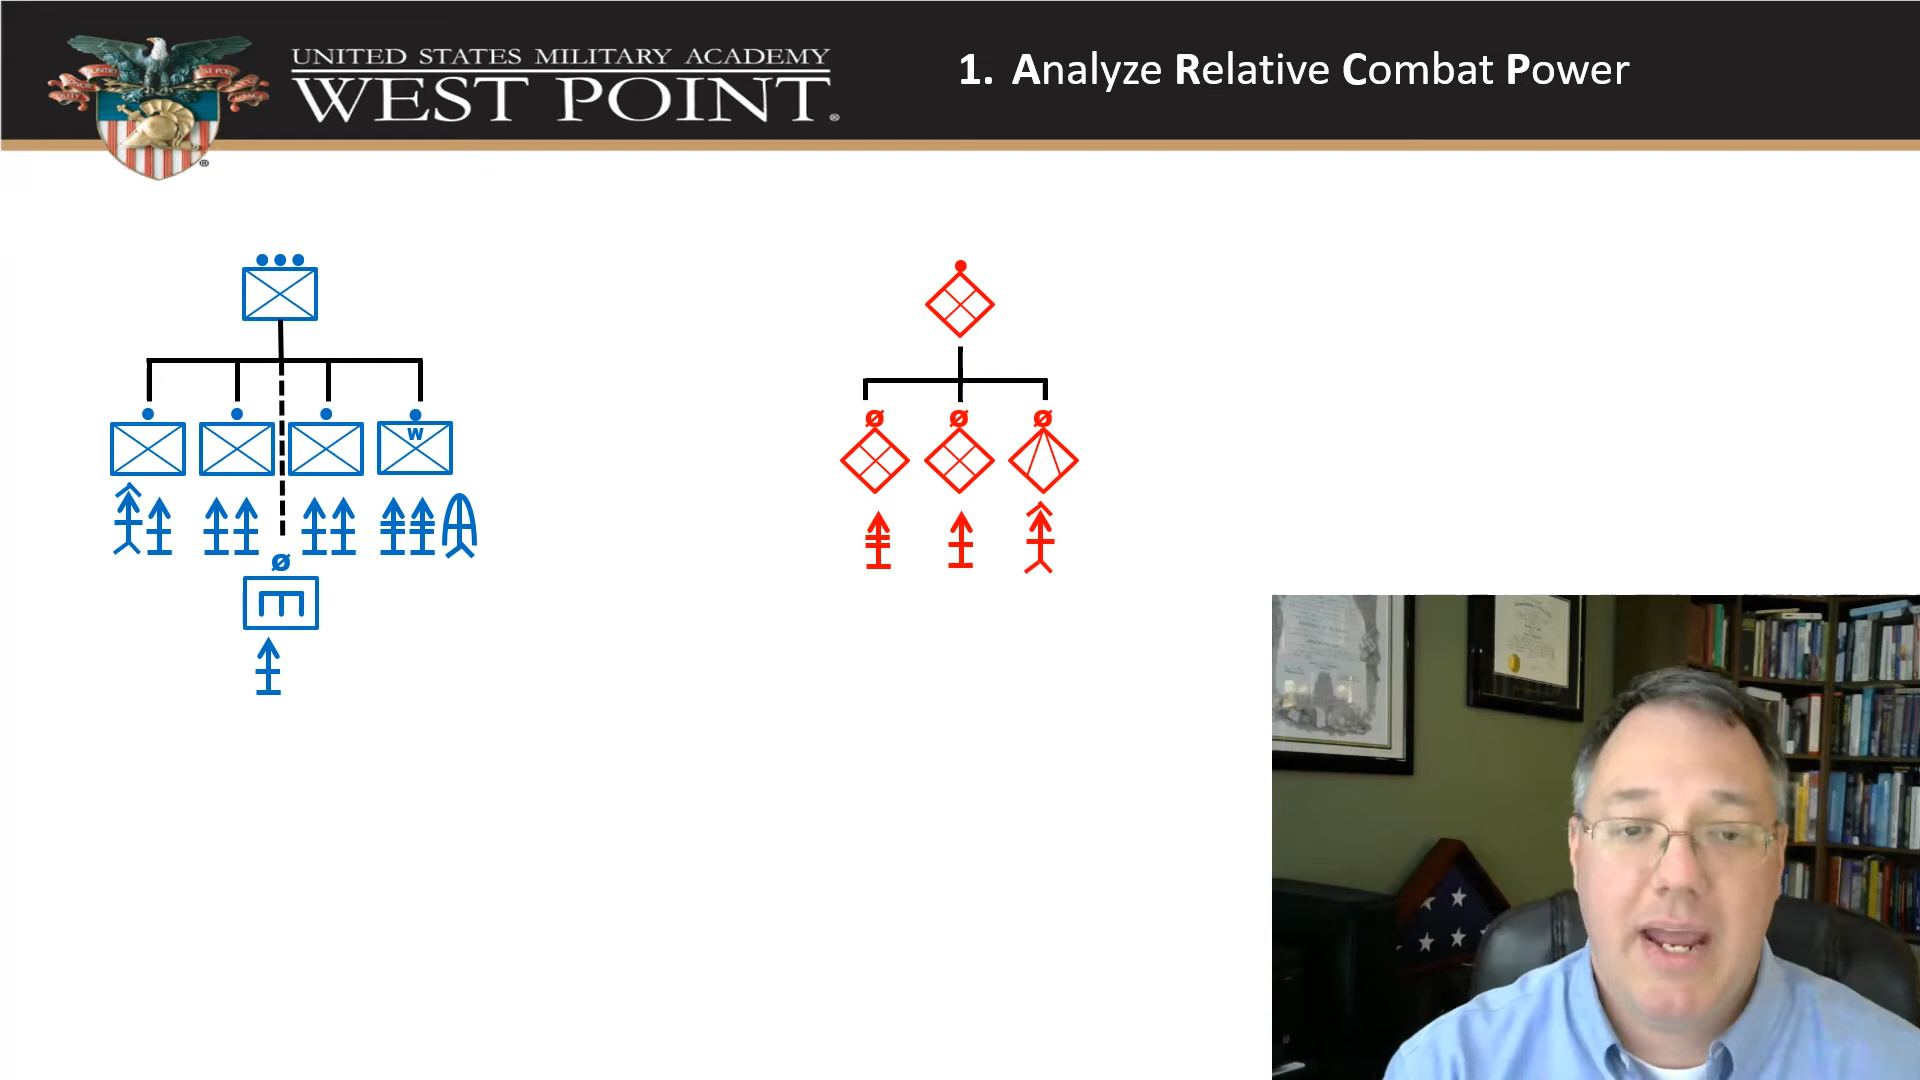 UNITED STATES MILITARY ACADEMY
WEST POINT®
1. Analyze Relative Combat Power
W